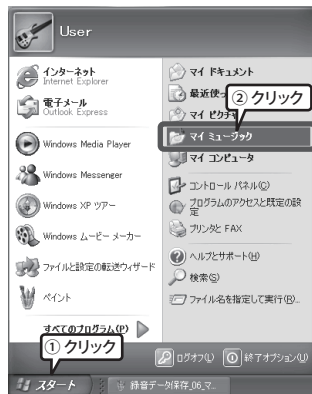 User
インターネット
Internet Explorer
電子メール
Outlook Express
Windows Media Player
Windows Messenger
Windows XP ツアー
Windows ムービー メーカー
ファイルと設定の転送ウィザード
ペイント
すべてのプログラム(P)
マイ ドキュメント
最近使っ
② クリック
マイ ピクチャ
マイ ミュージック
マイ コンピュータ
コントロール パネル(C)
プログラムのアクセスと既定の設
定
プリンタと FAX
ヘルプとサポート(H)
検索(S)
ファイル名を指定して実行(R)...
① クリック
ログオフ(L)
終了オプション(U)
スタート
録音データ保存_06_マ...